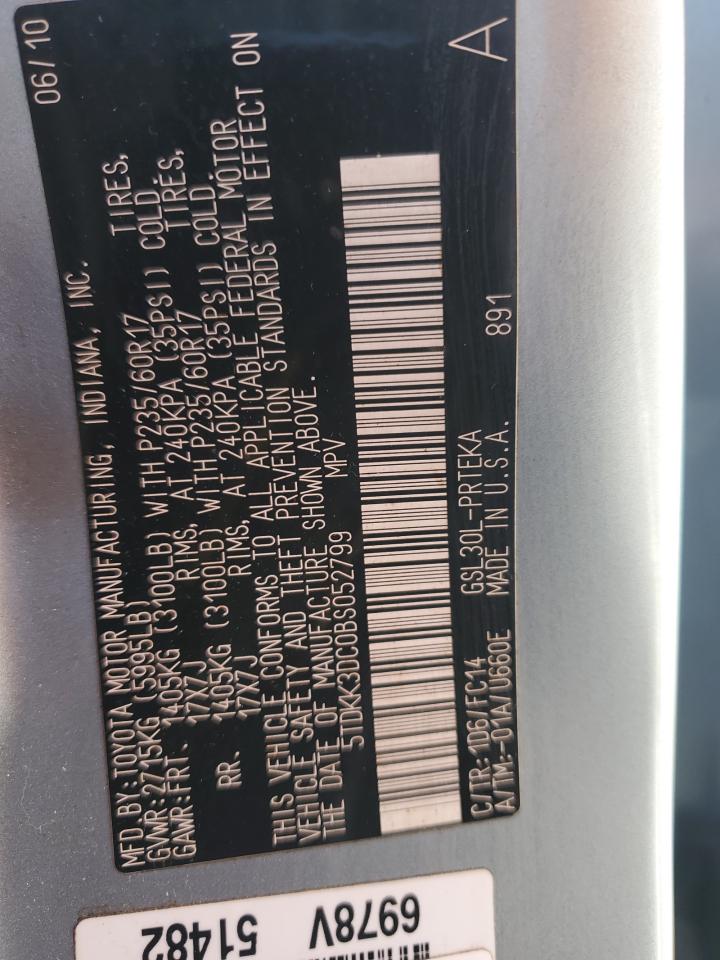 MFD.BY:TOYOTA MOTOR MANUFACTURING, INDIANA, INC. 06/10
GVWR:2715KG (5995LB)
GAWR:FRT. 1405KG (3100LB) WITH P235/60R17 TIRES,
17X7J RIMS, AT 240KPA (35PSI) COLD.
RR. 1405KG (3100LB) WITH P235/60R17 TIRES,
17X7J RIMS, AT 240KPA (35PSI) COLD.
THIS VEHICLE CONFORMS TO ALL APPLICABLE FEDERAL MOTOR
VEHICLE SAFETY AND THEFT PREVENTION STANDARDS IN EFFECT ON
THE DATE OF MANUFACTURE SHOWN ABOVE.
5TDKK3DC0BS052799 MPV
C/TR:1D6/FC14 GSL30L-PRTEKA A
A/TM:-01A/U660E MADE IN U.S.A. 891
6978V
51482